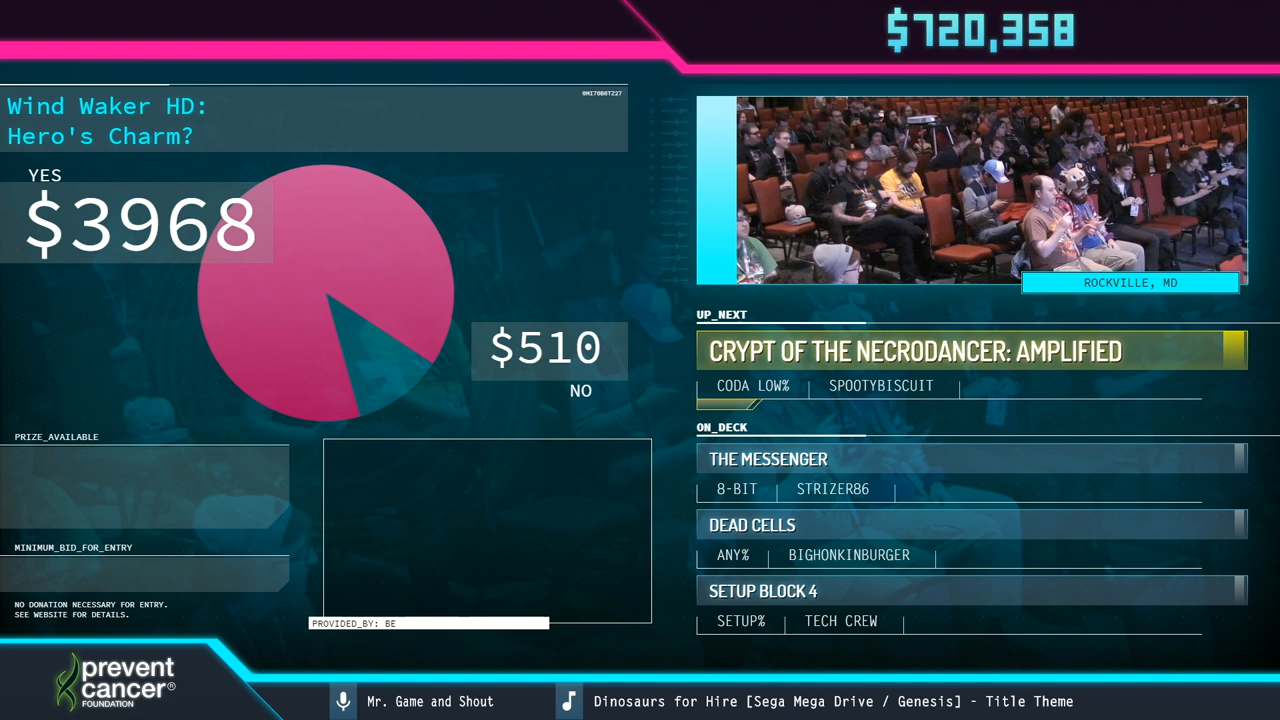 $720,358
Wind Waker HD:
Hero's Charm?
YES
$3968
$510
NO
ROCKVILLE, MD
UP_NEXT
CRYPT OF THE NECRODANCER: AMPLIFIED
CODA LOW% SPOOTYBISCUIT
ON_DECK
THE MESSENGER
8-BIT STRIZER86
DEAD CELLS
ANY% BIGHONKINBURGER
SETUP BLOCK 4
SETUP% TECH CREW
PRIZE_AVAILABLE
MINIMUM_BID_FOR_ENTRY
NO DONATION NECESSARY FOR ENTRY.
SEE WEBSITE FOR DETAILS.
PROVIDED_BY: BE
prevent
cancer®
FOUNDATION
Mr. Game and Shout
Dinosaurs for Hire [Sega Mega Drive / Genesis] - Title Theme